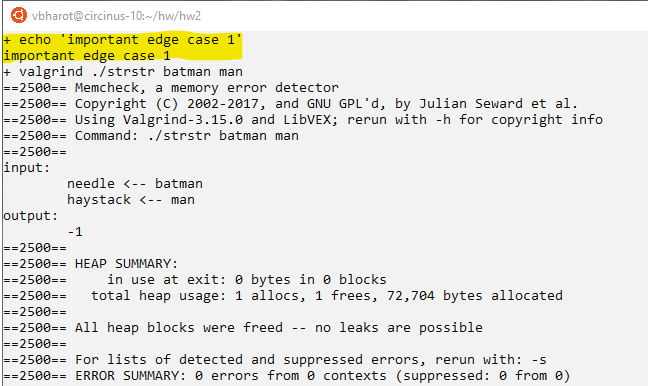 vbharot@circinus-10:~/hw/hw2
+ echo 'important edge case 1'
important edge case 1
+ valgrind ./strstr batman man
==2500== Memcheck, a memory error detector
==2500== Copyright (C) 2002-2017, and GNU GPL'd, by Julian Seward et al.
==2500== Using Valgrind-3.15.0 and LibVEX; rerun with -h for copyright info
==2500== Command: ./strstr batman man
==2500==
input:
        needle <-- batman
        haystack <-- man
output:
        -1
==2500==
==2500== HEAP SUMMARY:
==2500==     in use at exit: 0 bytes in 0 blocks
==2500==   total heap usage: 1 allocs, 1 frees, 72,704 bytes allocated
==2500==
==2500== All heap blocks were freed -- no leaks are possible
==2500==
==2500== For lists of detected and suppressed errors, rerun with: -s
==2500== ERROR SUMMARY: 0 errors from 0 contexts (suppressed: 0 from 0)